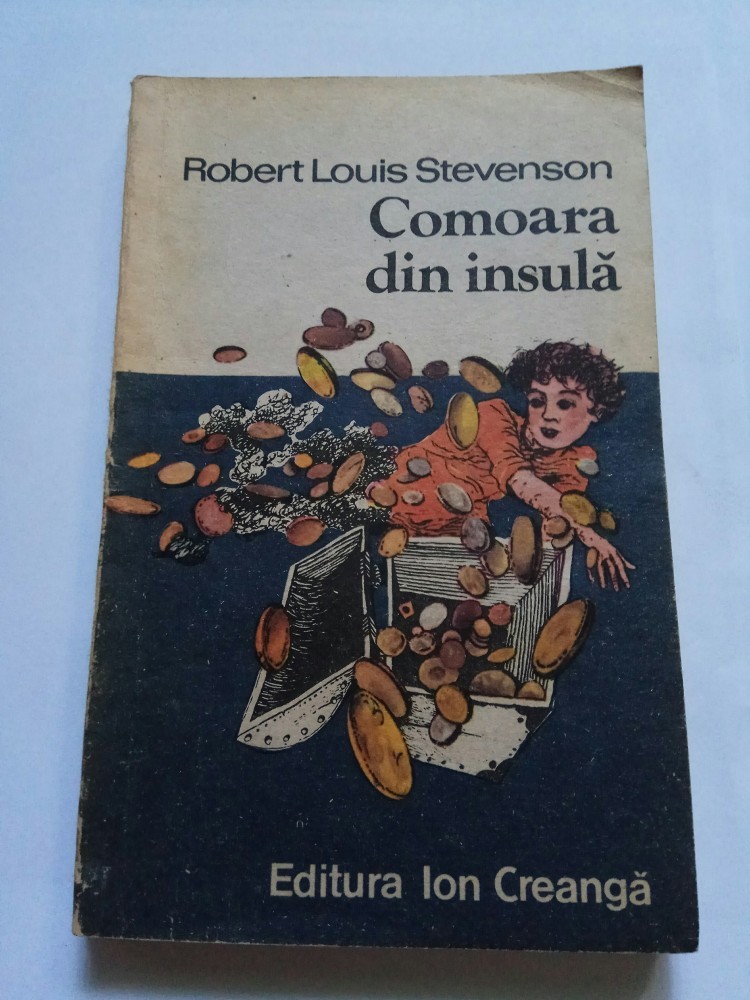 Robert Louis Stevenson
Comoara
din insulă
Editura Ion Creangă